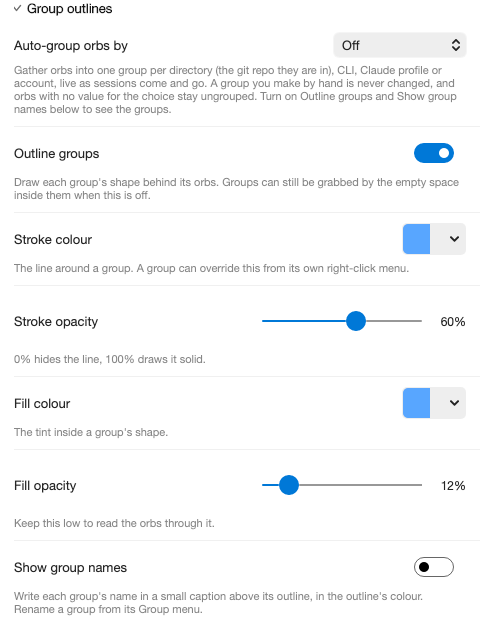 Group outlines
Auto-group orbs by
Off
Gather orbs into one group per directory (the git repo they are in), CLI, Claude profile or
account, live as sessions come and go. A group you make by hand is never changed, and
orbs with no value for the choice stay ungrouped. Turn on Outline groups and Show group
names below to see the groups.
Outline groups
Draw each group's shape behind its orbs. Groups can still be grabbed by the empty space
inside them when this is off.
Stroke colour
The line around a group. A group can override this from its own right-click menu.
Stroke opacity
60%
0% hides the line, 100% draws it solid.
Fill colour
The tint inside a group's shape.
Fill opacity
12%
Keep this low to read the orbs through it.
Show group names
Write each group's name in a small caption above its outline, in the outline's colour.
Rename a group from its Group menu.